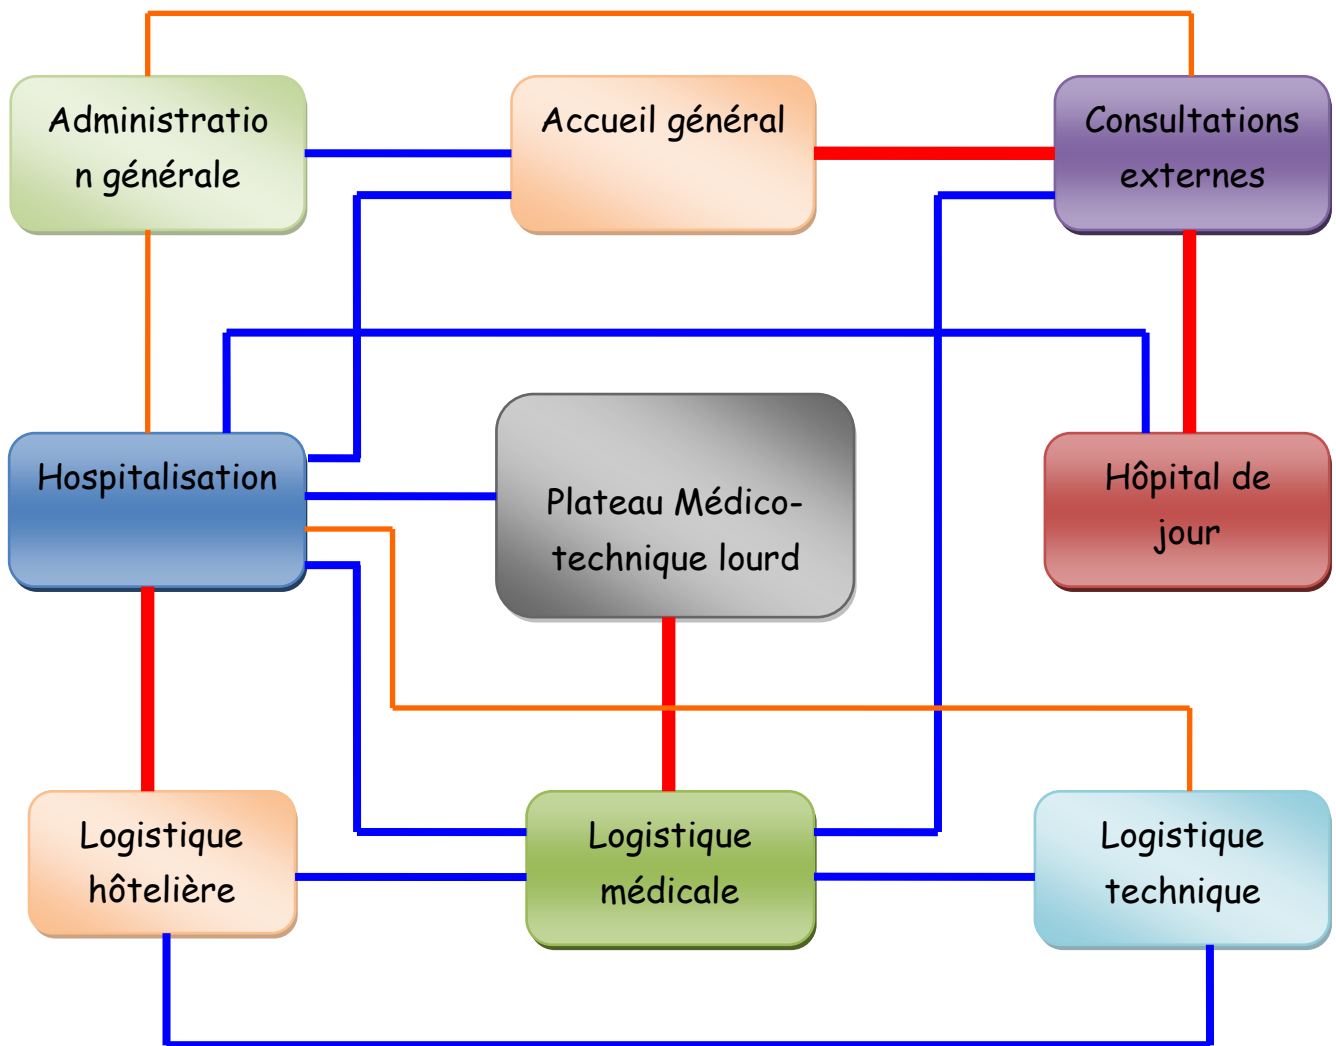 Administratio
n générale
Accueil général
Consultations
externes
Hospitalisation
Plateau Médico-
technique lourd
Hôpital de
jour
Logistique
hôtelière
Logistique
médicale
Logistique
technique